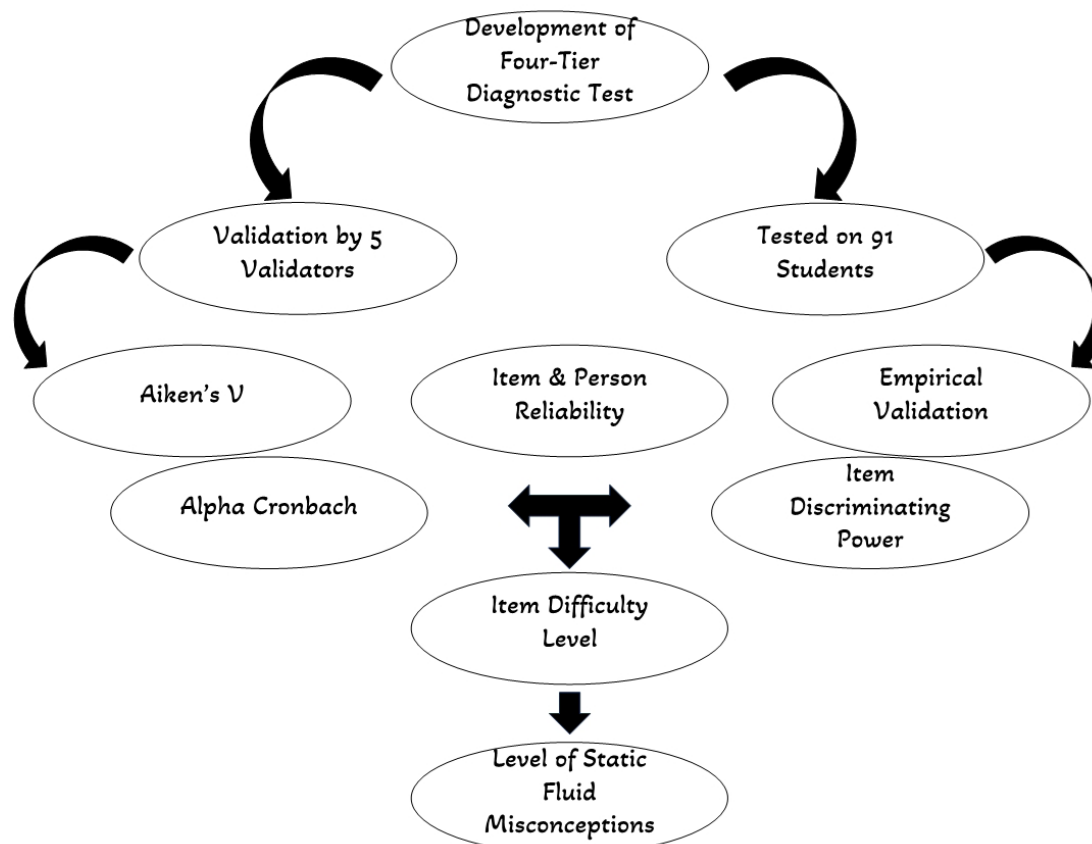 Development of
Four-Tier
Diagnostic Test
Validation by 5
Validators
Tested on 91
Students
Aiken's V
Item & Person
Reliability
Empirical
Validation
Alpha Cronbach
Item
Discriminating
Power
Item Difficulty
Level
Level of Static
Fluid
Misconceptions